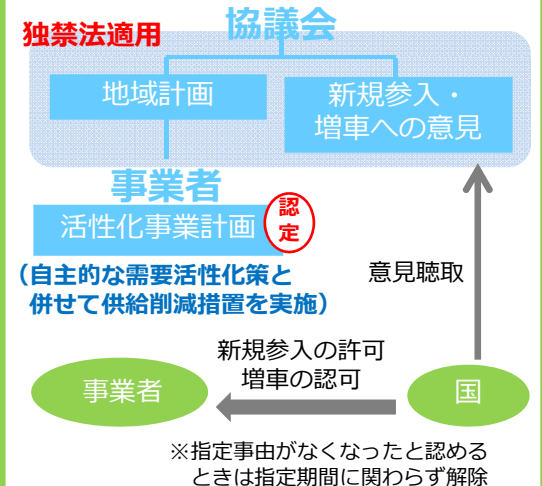 独禁法適用
協議会
地域計画
新規参入・
増車への意見
事業者
活性化事業計画
認
定
（自主的な需要活性化策と
併せて供給削減措置を実施）
意見聴取
新規参入の許可
増車の認可
事業者
国
※指定事由がなくなったと認める
ときは指定期間に関わらず解除